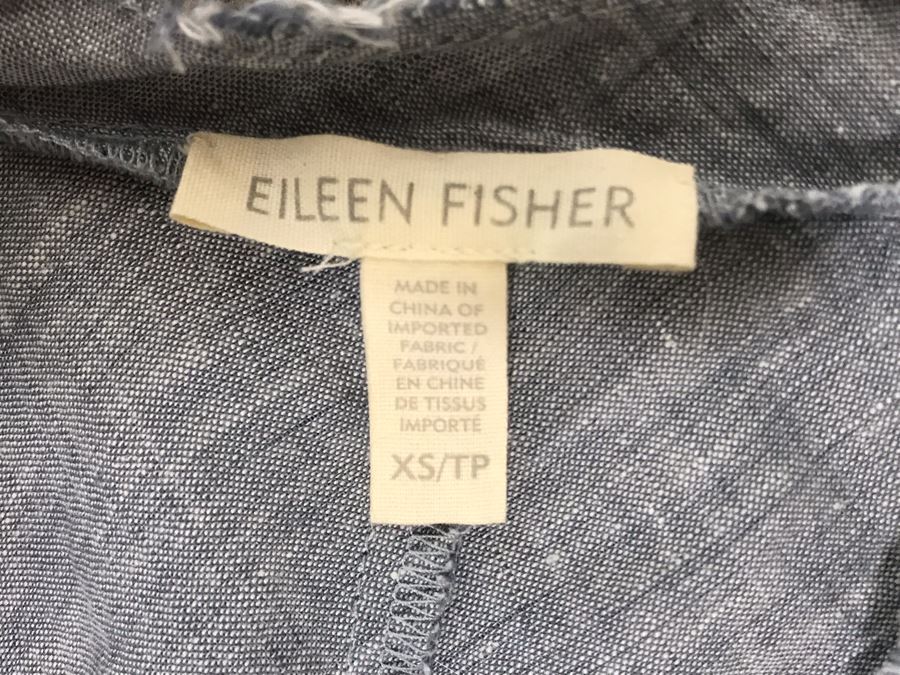 EILEEN FISHER
MADE IN
CHINA OF
IMPORTED
FABRIC /
FABRIQUÉ
EN CHINE
DE TISSUS
IMPORTÉ
XS/TP